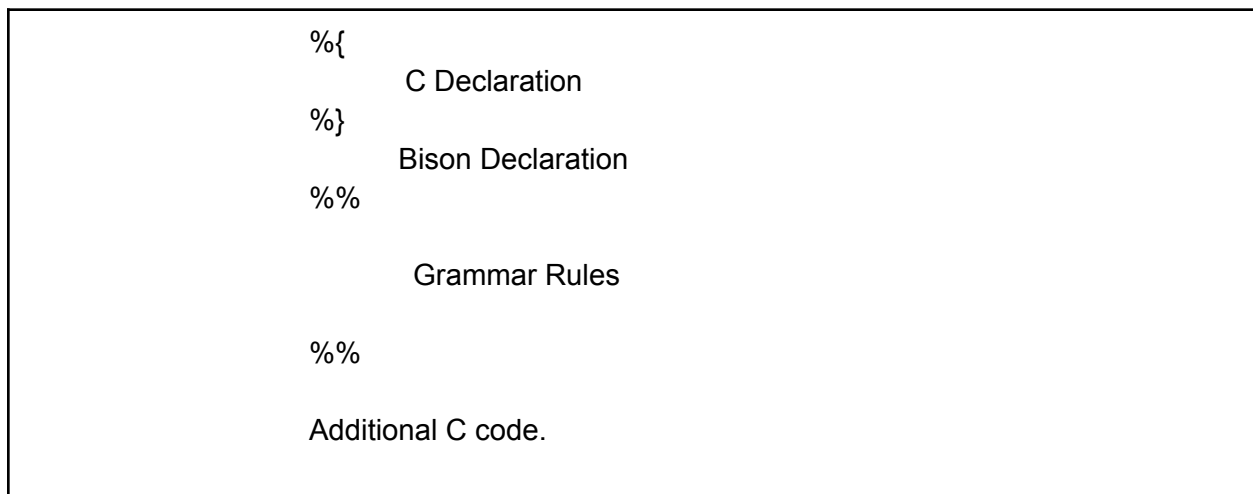 %{
C Declaration
%}
Bison Declaration
%%
Grammar Rules
%%
Additional C code.